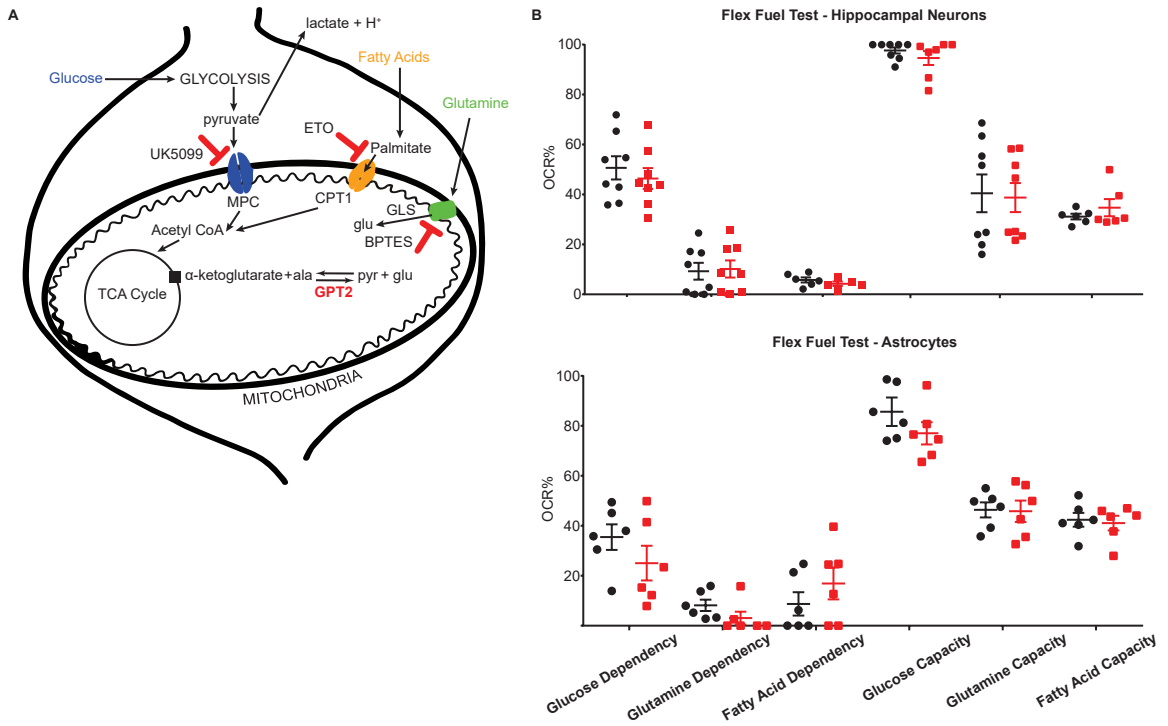 A
lactate + H⁺
Fatty Acids
Glucose
GLYCOLYSIS
Glutamine
pyruvate
ETO
UK5099
Palmitate
MPC
CPT1
GLS
glu
Acetyl CoA
BPTES
α-ketoglutarate+ala
pyr + glu
GPT2
TCA Cycle
MITOCHONDRIA
B
Flex Fuel Test - Hippocampal Neurons
100
80
60
40
20
0
OCR%
Flex Fuel Test - Astrocytes
100
80
60
40
20
OCR%
Glucose Dependency
Glutamine Dependency
Fatty Acid Dependency
Glucose Capacity
Glutamine Capacity
Fatty Acid Capacity